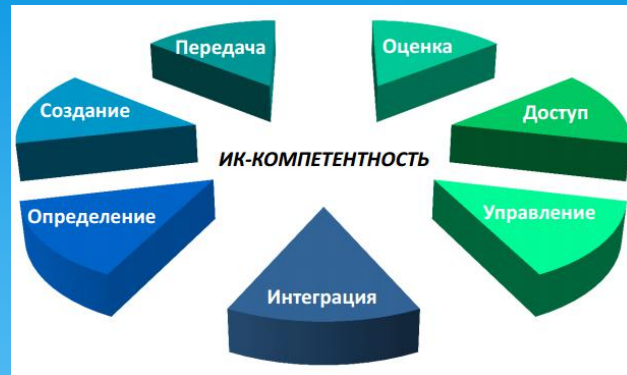 Передача
Оценка
Создание
Доступ
ИК-КОМПЕТЕНТНОСТЬ
Определение
Управление
Интеграция